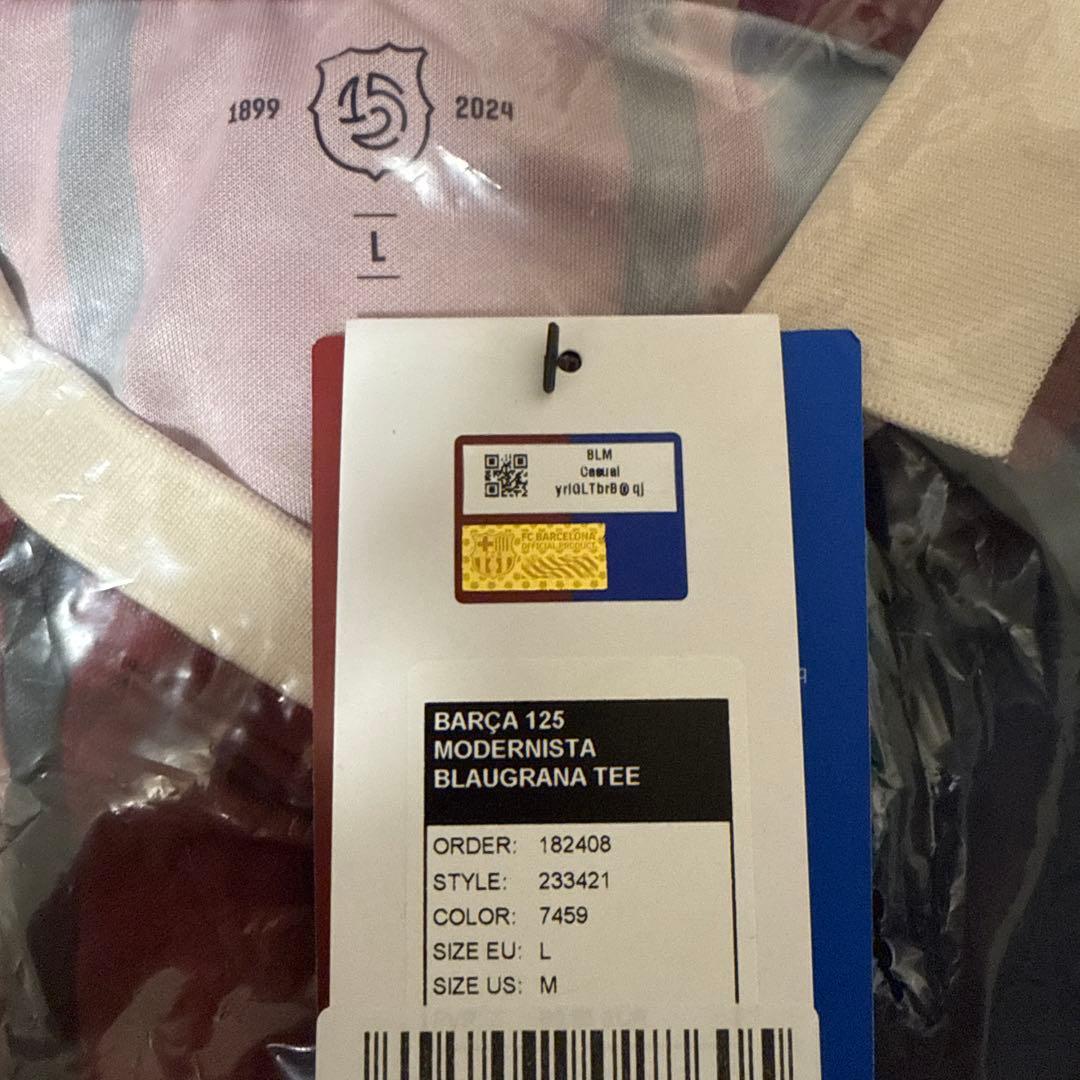 1899 125 2024
L
BLM
Casual
FC BARCELONA
OFFICIAL PRODUCT
BARÇA 125
MODERNISTA
BLAUGRANA TEE
ORDER: 182408
STYLE: 233421
COLOR: 7459
SIZE EU: L
SIZE US: M